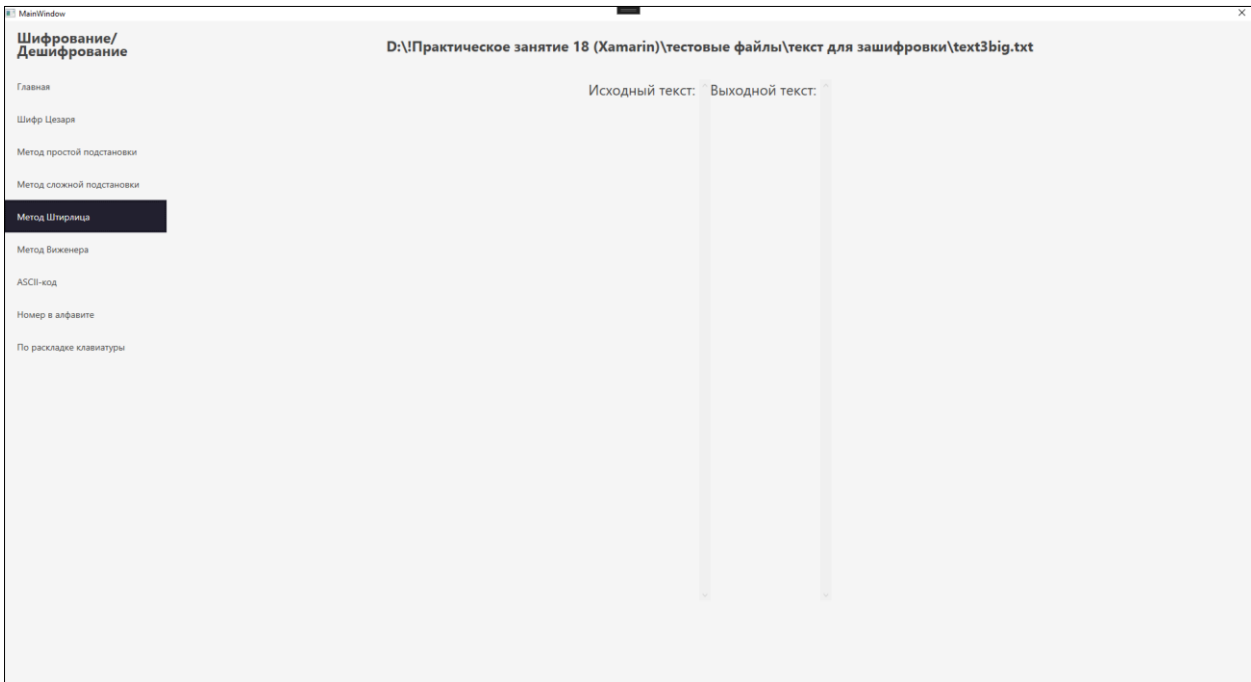 MainWindow
Шифрование/
Дешифрование
D:\!Практическое занятие 18 (Xamarin)\тестовые файлы\текст для зашифровки\text3big.txt
Главная
Исходный текст: Выходной текст:
Шифр Цезаря
Метод простой подстановки
Метод сложной подстановки
Метод Штирлица
Метод Виженера
ASCII-код
Номер в алфавите
По раскладке клавиатуры